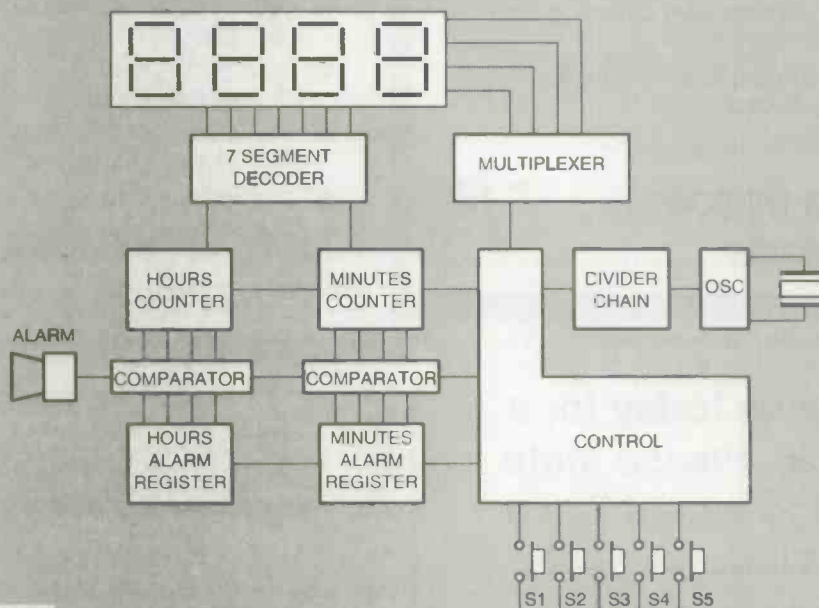 7 SEGMENT
DECODER
MULTIPLEXER
HOURS
COUNTER
MINUTES
COUNTER
DIVIDER
CHAIN
OSC
ALARM
COMPARATOR
COMPARATOR
HOURS
ALARM
REGISTER
MINUTES
ALARM
REGISTER
CONTROL
S1 S2 S3 S4 S5